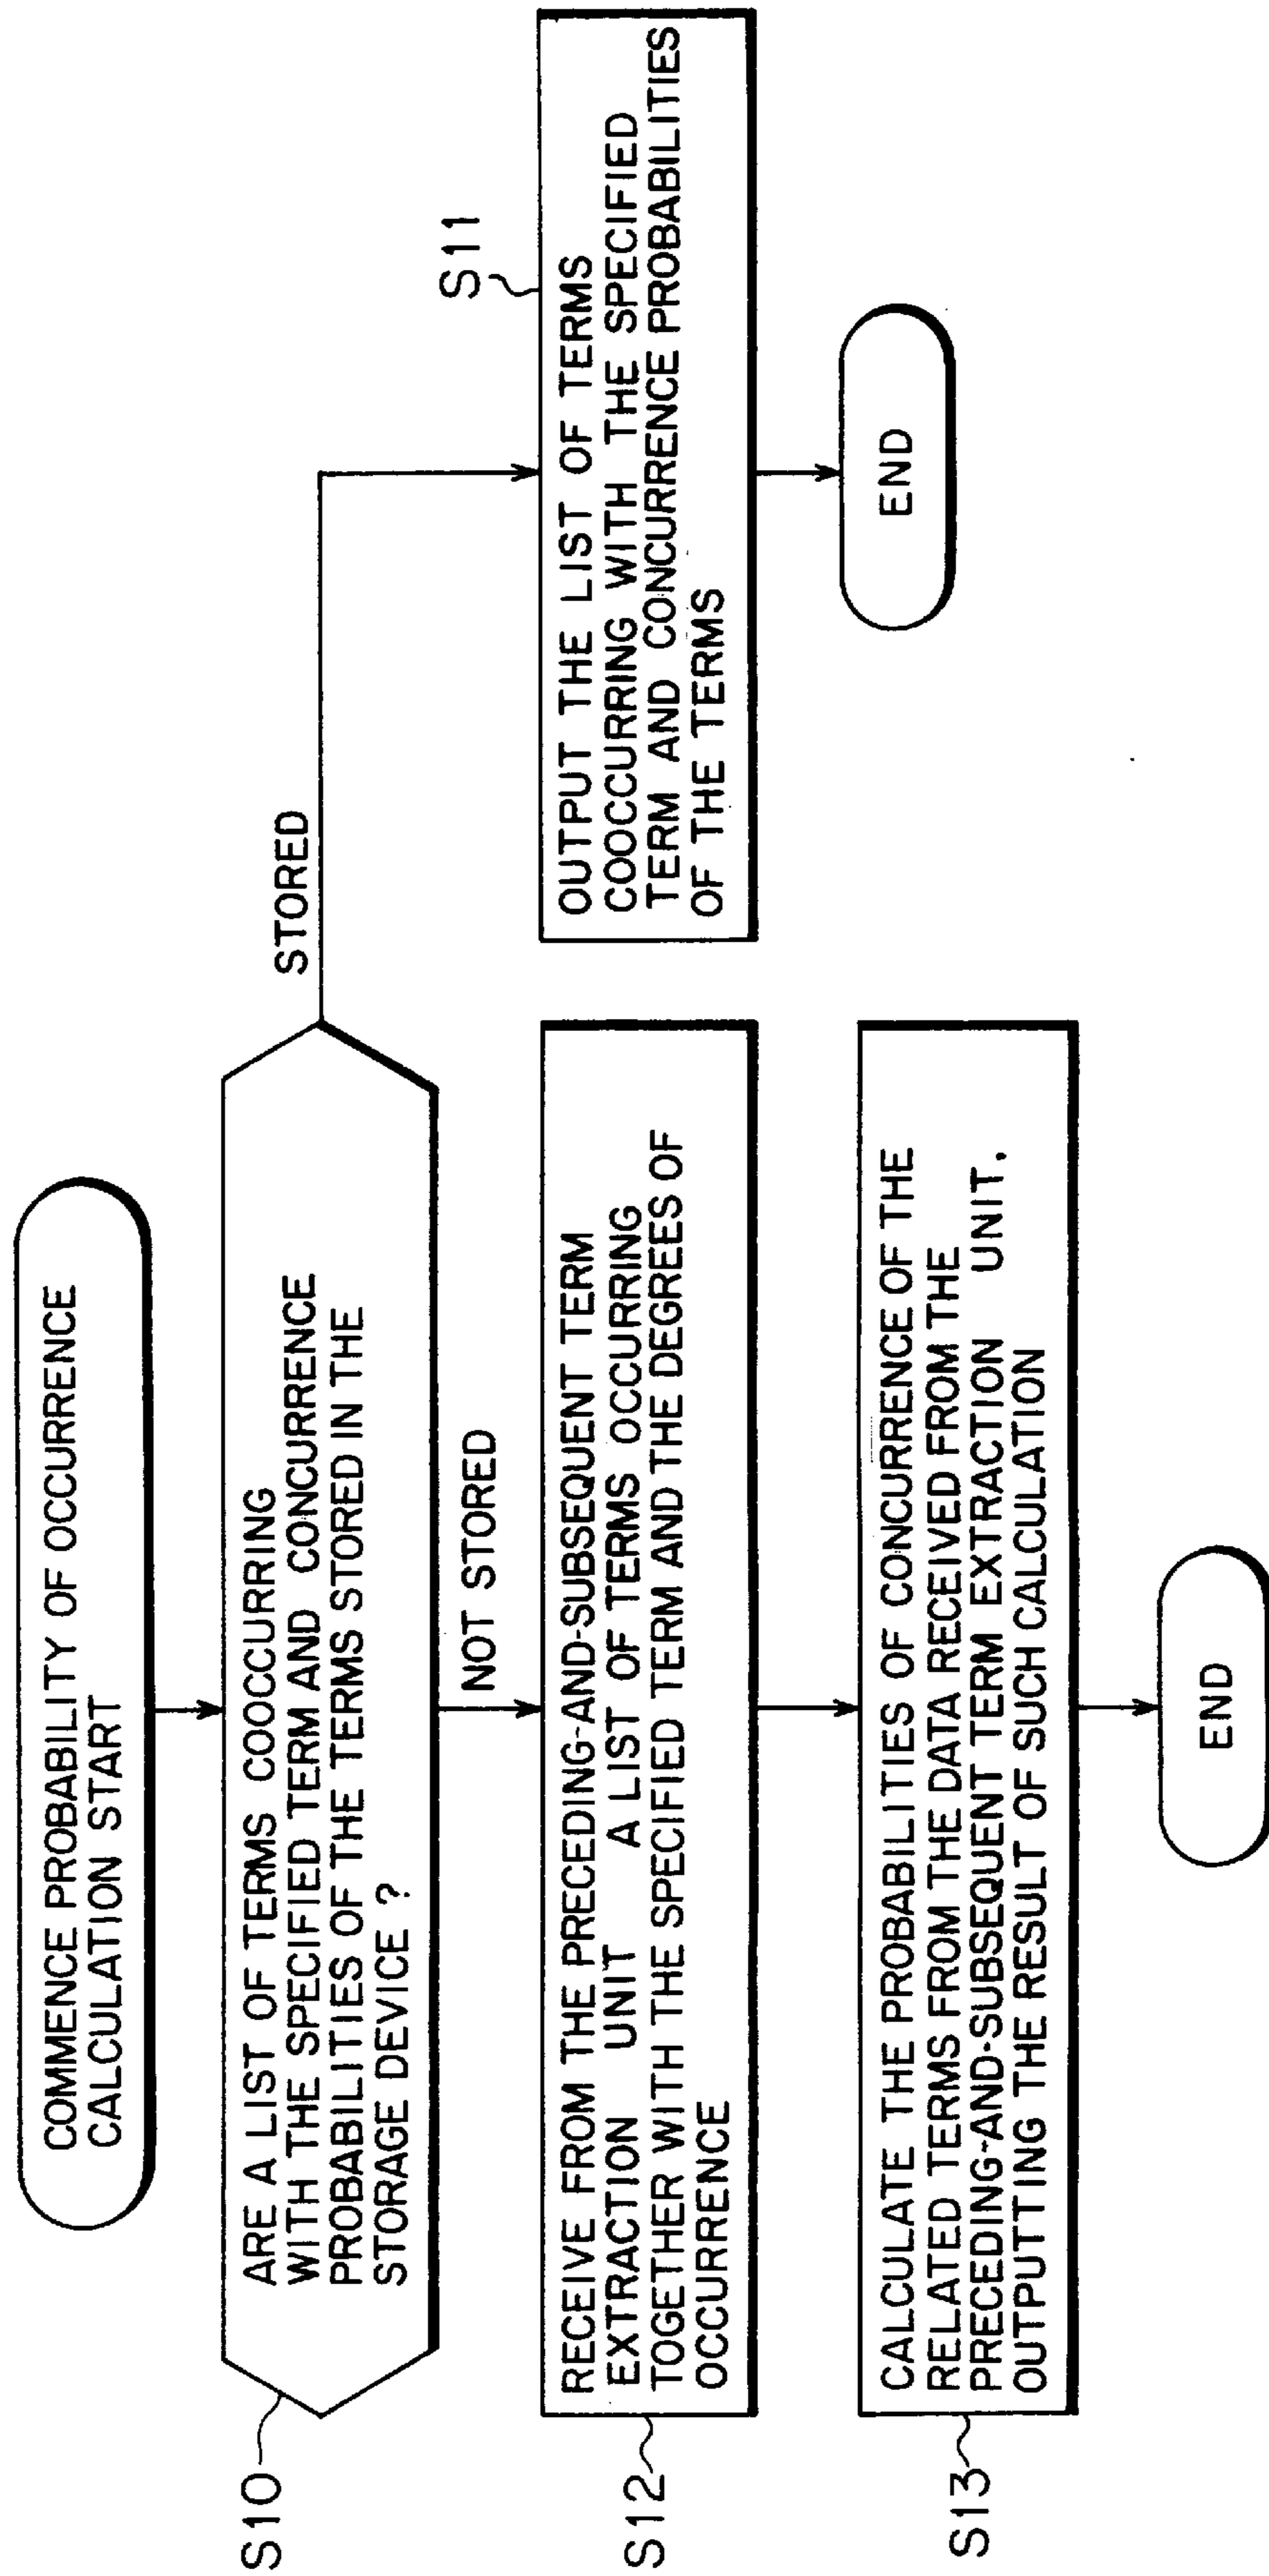 COMMENCE PROBABILITY OF OCCURRENCE
CALCULATION START
S10
ARE A LIST OF TERMS COOCCURRING
WITH THE SPECIFIED TERM AND CONCURRENCE
PROBABILITIES OF THE TERMS STORED IN THE
STORAGE DEVICE ?
STORED
NOT STORED
S11
OUTPUT THE LIST OF TERMS
COOCCURRING WITH THE SPECIFIED
TERM AND CONCURRENCE PROBABILITIES
OF THE TERMS
END
S12
RECEIVE FROM THE PRECEDING-AND-SUBSEQUENT TERM
EXTRACTION UNIT A LIST OF TERMS OCCURRING
TOGETHER WITH THE SPECIFIED TERM AND THE DEGREES OF
OCCURRENCE
S13
CALCULATE THE PROBABILITIES OF CONCURRENCE OF THE
RELATED TERMS FROM THE DATA RECEIVED FROM THE
PRECEDING-AND-SUBSEQUENT TERM EXTRACTION UNIT,
OUTPUTTING THE RESULT OF SUCH CALCULATION
END